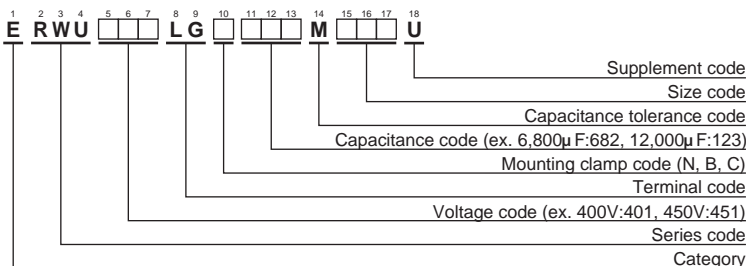 1 2 3 4 5 6 7 8 9 10 11 12 13 14 15 16 17 18
E RWU □□□ LG □ □□□ M □□□ U
Supplement code
Size code
Capacitance tolerance code
Capacitance code (ex. 6,800µF:682, 12,000µF:123)
Mounting clamp code (N, B, C)
Terminal code
Voltage code (ex. 400V:401, 450V:451)
Series code
Category